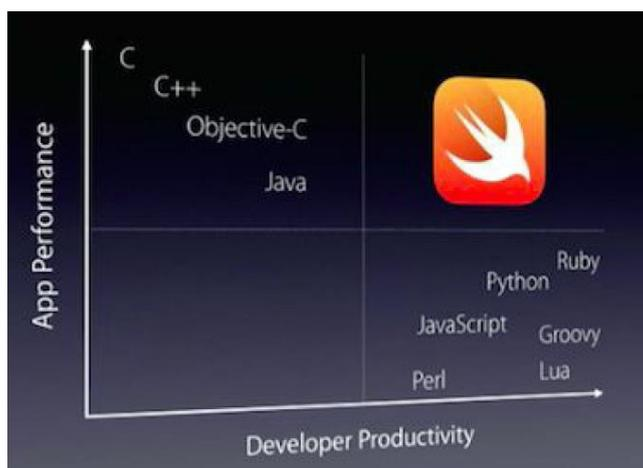 C
C++
Objective-C
Java
Ruby
Python
JavaScript
Groovy
Perl
Lua
App Performance
Developer Productivity